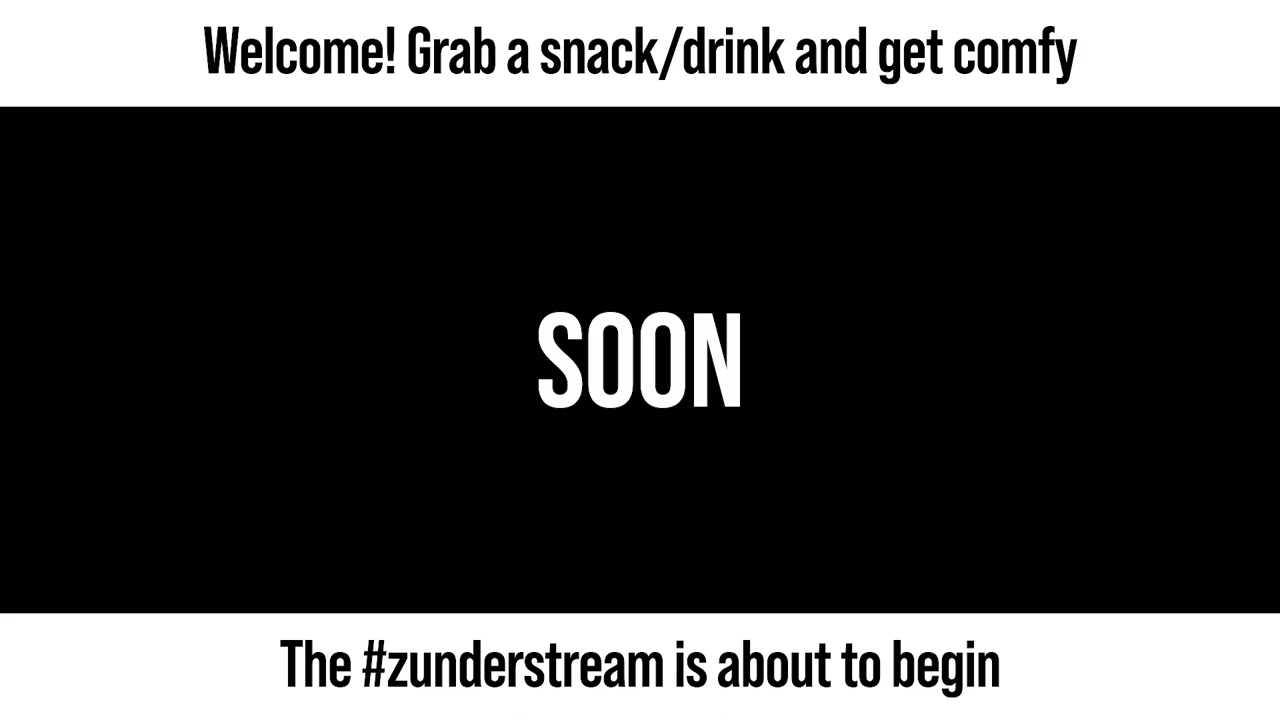 Welcome! Grab a snack/drink and get comfy
SOON
The #zunderstream is about to begin